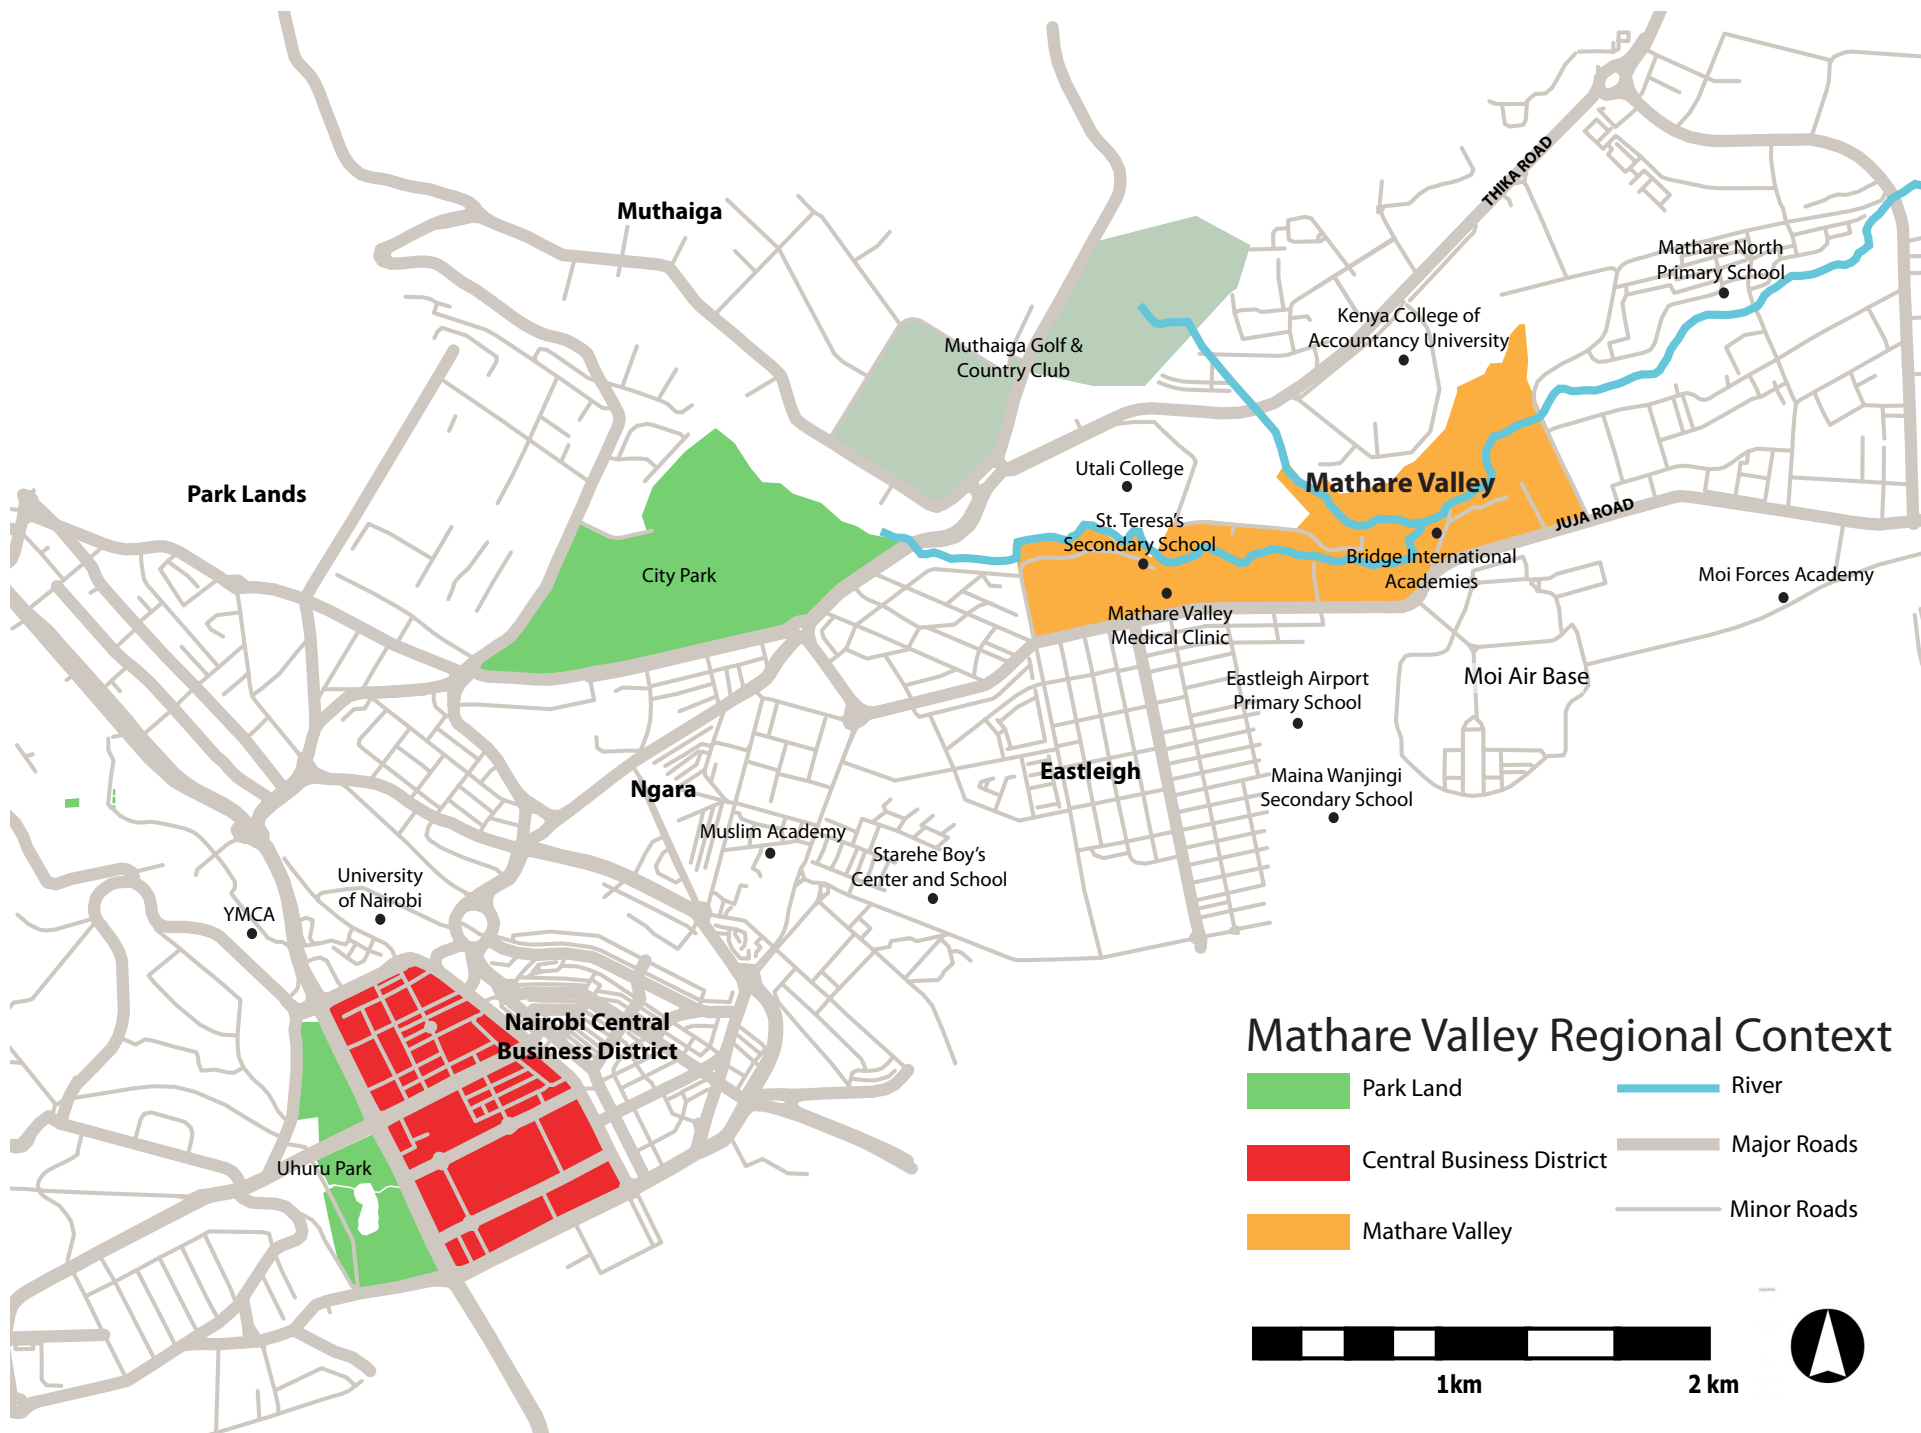 THIKA ROAD
Muthaiga
Mathare North
Primary School
Kenya College of
Accountancy University
Muthaiga Golf &
Country Club
Utali College
Mathare Valley
Park Lands
St. Teresa's
Secondary School
JUJA ROAD
Bridge International
Academies
City Park
Moi Forces Academy
Mathare Valley
Medical Clinic
Eastleigh Airport
Primary School
Moi Air Base
Ngara
Eastleigh
Maina Wanjingi
Secondary School
Muslim Academy
Starehe Boy's
Center and School
University
of Nairobi
YMCA
Nairobi Central
Business District
Uhuru Park
Mathare Valley Regional Context
Park Land
River
Central Business District
Major Roads
Mathare Valley
Minor Roads
1km
2 km